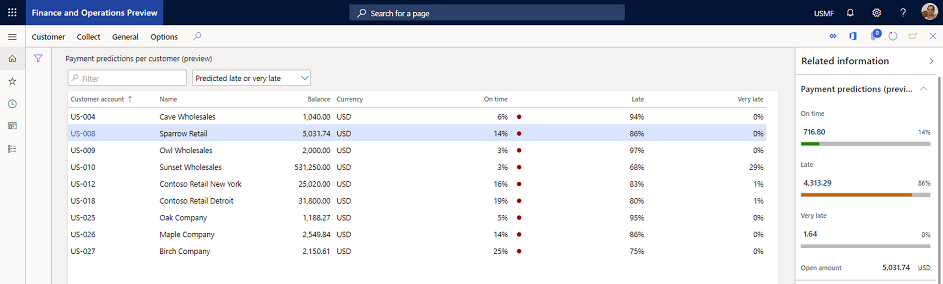 Finance and Operations Preview
Search for a page
USMF
?
Customer Collect General Options
0
Payment predictions per customer (preview)
Filter
Predicted late or very late
Customer account ↑ Name Balance Currency On time Late Very late
US-004 Cave Wholesales 1,040.00 USD 6% 94% 0%
US-008 Sparrow Retail 5,031.74 USD 14% 86% 0%
US-009 Owl Wholesales 2,000.00 USD 3% 97% 0%
US-010 Sunset Wholesales 531,250.00 USD 3% 68% 29%
US-012 Contoso Retail New York 25,020.00 USD 16% 83% 1%
US-018 Contoso Retail Detroit 31,800.00 USD 19% 80% 1%
US-025 Oak Company 1,188.27 USD 5% 95% 0%
US-026 Maple Company 2,549.84 USD 14% 86% 0%
US-027 Birch Company 2,150.61 USD 25% 75% 0%
Related information
Payment predictions (previ...
On time
716.80 14%
Late
4,313.29 86%
Very late
1.64 0%
Open amount 5,031.74 USD